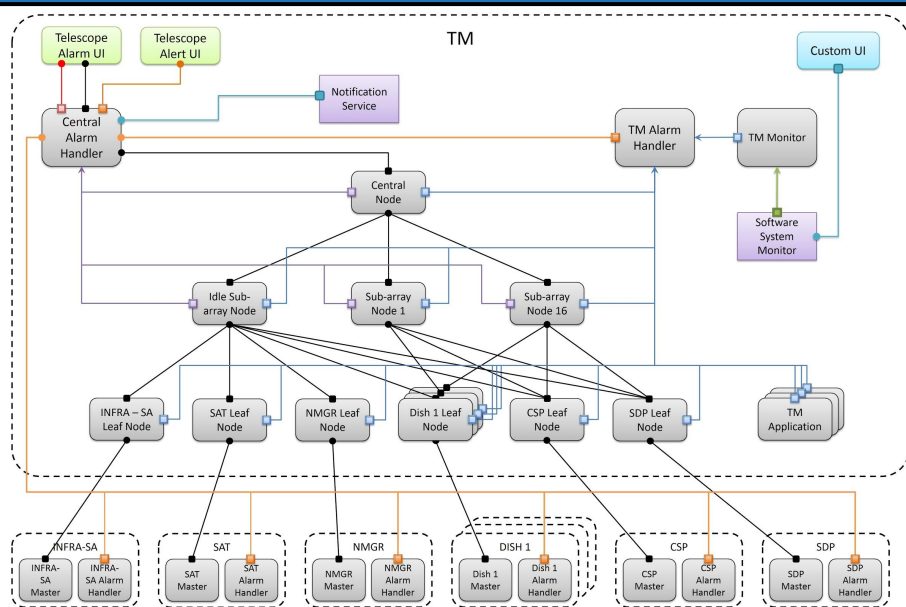 TM
Telescope
Alarm UI
Telescope
Alert UI
Custom UI
Notification
Service
Central
Alarm
Handler
TM Alarm
Handler
TM Monitor
Central
Node
Software
System
Monitor
Idle Sub-
array Node
Sub-array
Node 1
Sub-array
Node 16
INFRA – SA
Leaf Node
SAT Leaf
Node
NMGR Leaf
Node
Dish 1 Leaf
Node
CSP Leaf
Node
SDP Leaf
Node
TM
Application
INFRA-SA
INFRA-
SA
Master
INFRA-
SA Alarm
Handler
SAT
SAT
Master
SAT
Alarm
Handler
NMGR
NMGR
Master
NMGR
Alarm
Handler
DISH 1
Dish 1
Master
Dish 1
Alarm
Handler
CSP
CSP
Master
CSP
Alarm
Handler
SDP
SDP
Master
SDP
Alarm
Handler